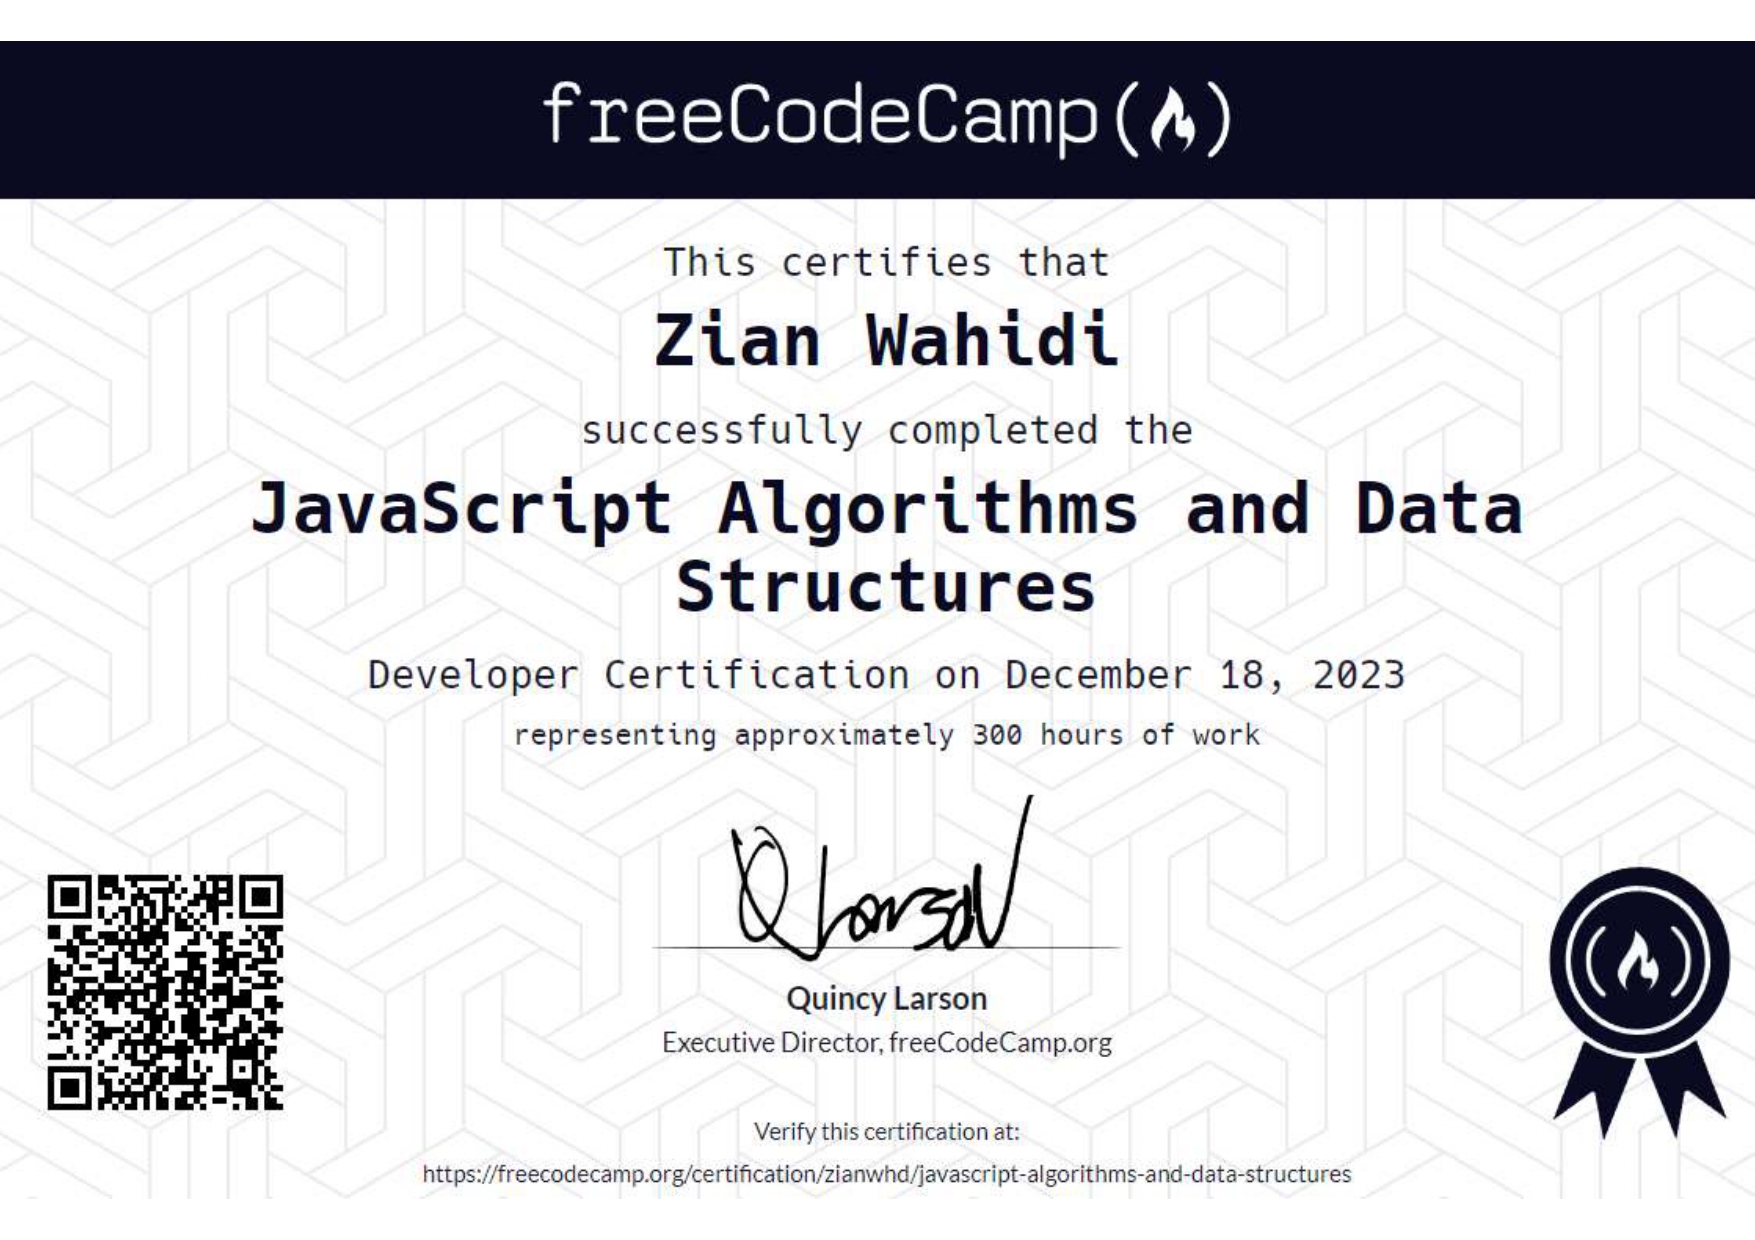 freeCodeCamp
This certifies that
Zian Wahidi
successfully completed the
JavaScript Algorithms and Data
Structures
Developer Certification on December 18, 2023
representing approximately 300 hours of work
Quincy Larson
Executive Director, freeCodeCamp.org
Verify this certification at:
https://freecodecamp.org/certification/zianwhd/javascript-algorithms-and-data-structures